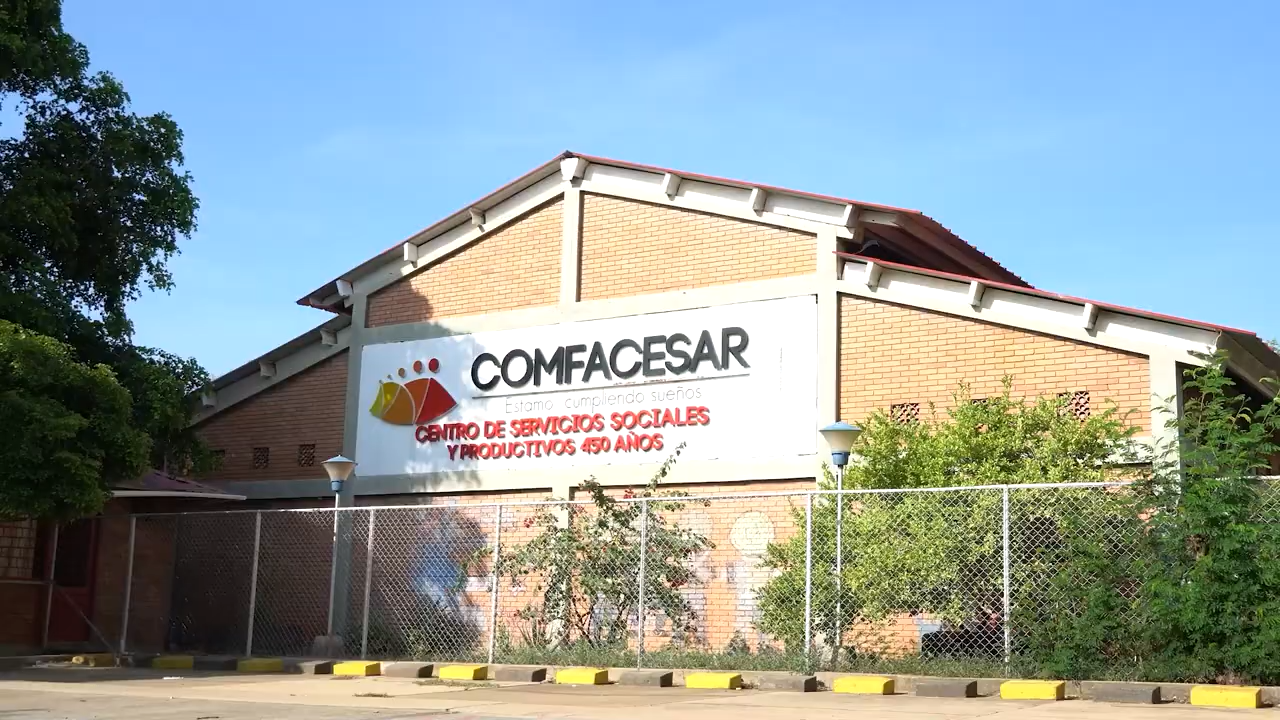 COMFACESAR
Estamo cumpliendo sueños
CENTRO DE SERVICIOS SOCIALES
Y PRODUCTIVOS 450 AÑOS